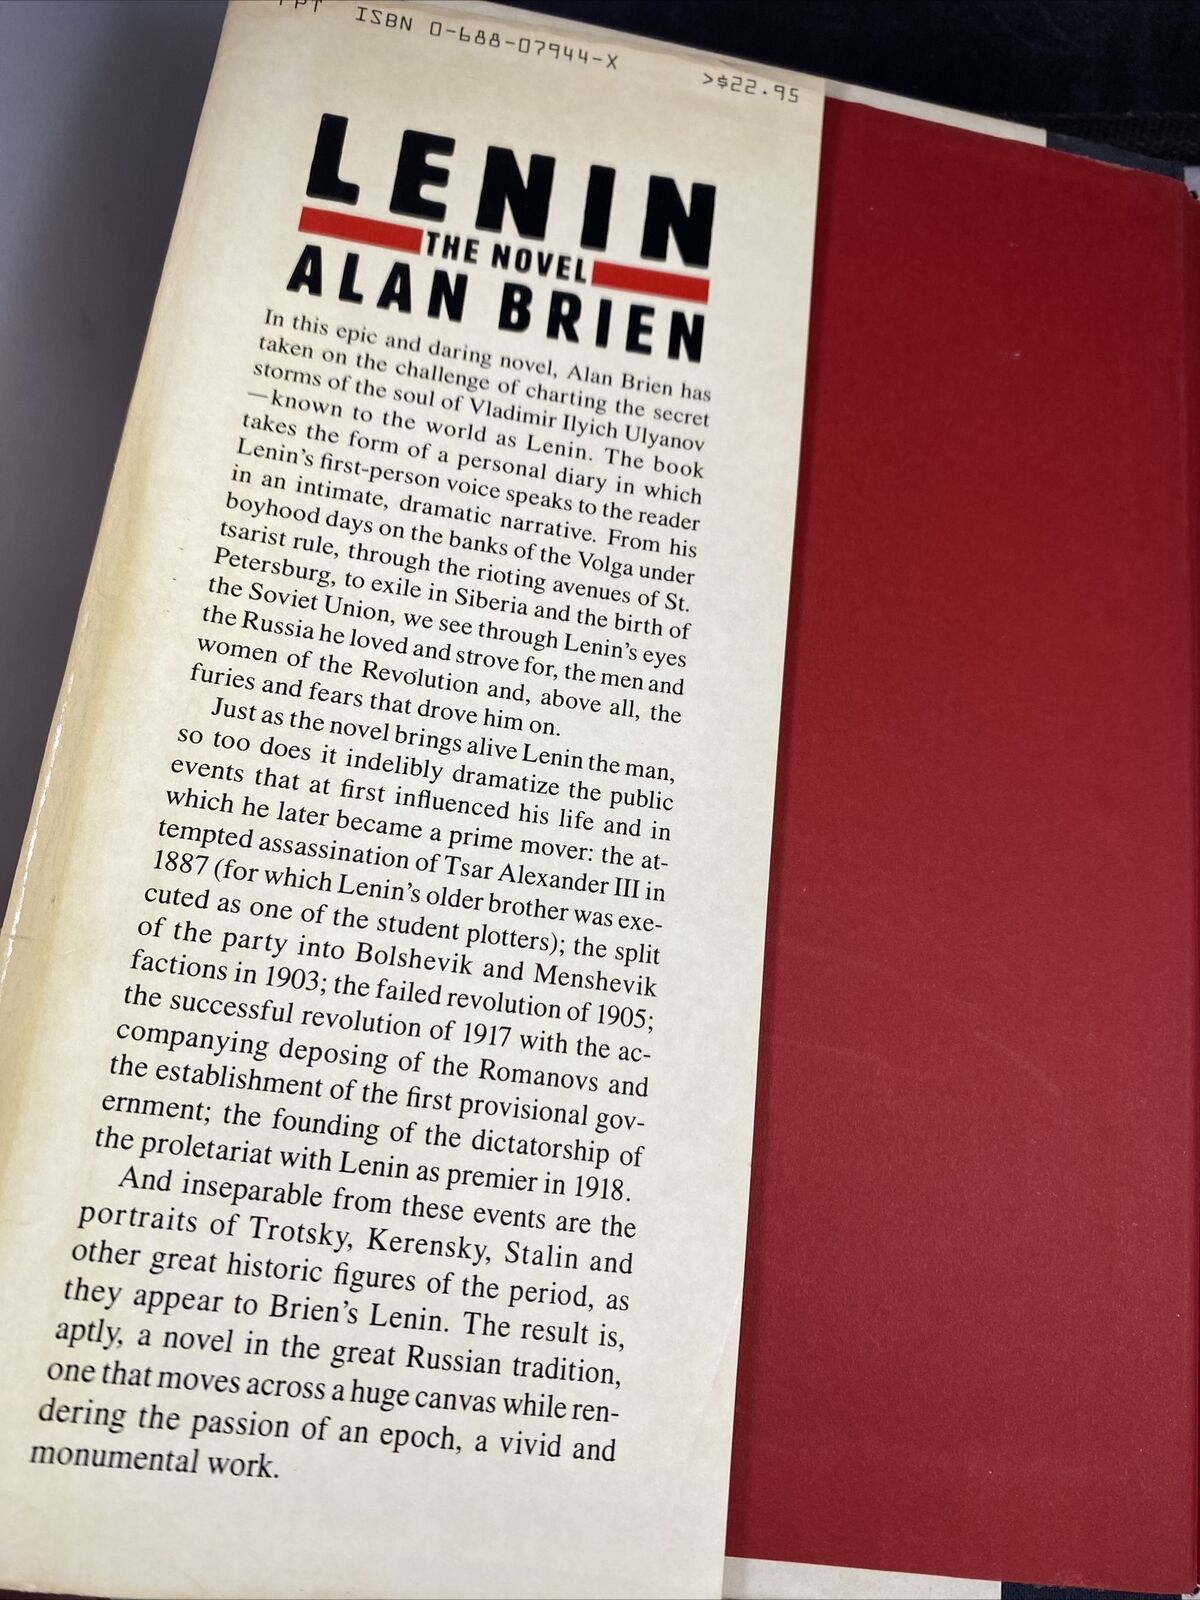 FPT ISBN 0-688-07944-X >$22.95
LENIN
THE NOVEL
ALAN BRIEN
In this epic and daring novel, Alan Brien has
taken on the challenge of charting the secret
storms of the soul of Vladimir Ilyich Ulyanov
—known to the world as Lenin. The book
takes the form of a personal diary in which
Lenin's first-person voice speaks to the reader
in an intimate, dramatic narrative. From his
boyhood days on the banks of the Volga under
tsarist rule, through the rioting avenues of St.
Petersburg, to exile in Siberia and the birth of
the Soviet Union, we see through Lenin's eyes
the Russia he loved and strove for, the men and
women of the Revolution and, above all, the
furies and fears that drove him on.
Just as the novel brings alive Lenin the man,
so too does it indelibly dramatize the public
events that at first influenced his life and in
which he later became a prime mover: the at-
tempted assassination of Tsar Alexander III in
1887 (for which Lenin's older brother was exe-
cuted as one of the student plotters); the split
of the party into Bolshevik and Menshevik
factions in 1903; the failed revolution of 1905;
the successful revolution of 1917 with the ac-
companying deposing of the Romanovs and
the establishment of the first provisional gov-
ernment; the founding of the dictatorship of
the proletariat with Lenin as premier in 1918.
And inseparable from these events are the
portraits of Trotsky, Kerensky, Stalin and
other great historic figures of the period, as
they appear to Brien's Lenin. The result is,
aptly, a novel in the great Russian tradition,
one that moves across a huge canvas while ren-
dering the passion of an epoch, a vivid and
monumental work.